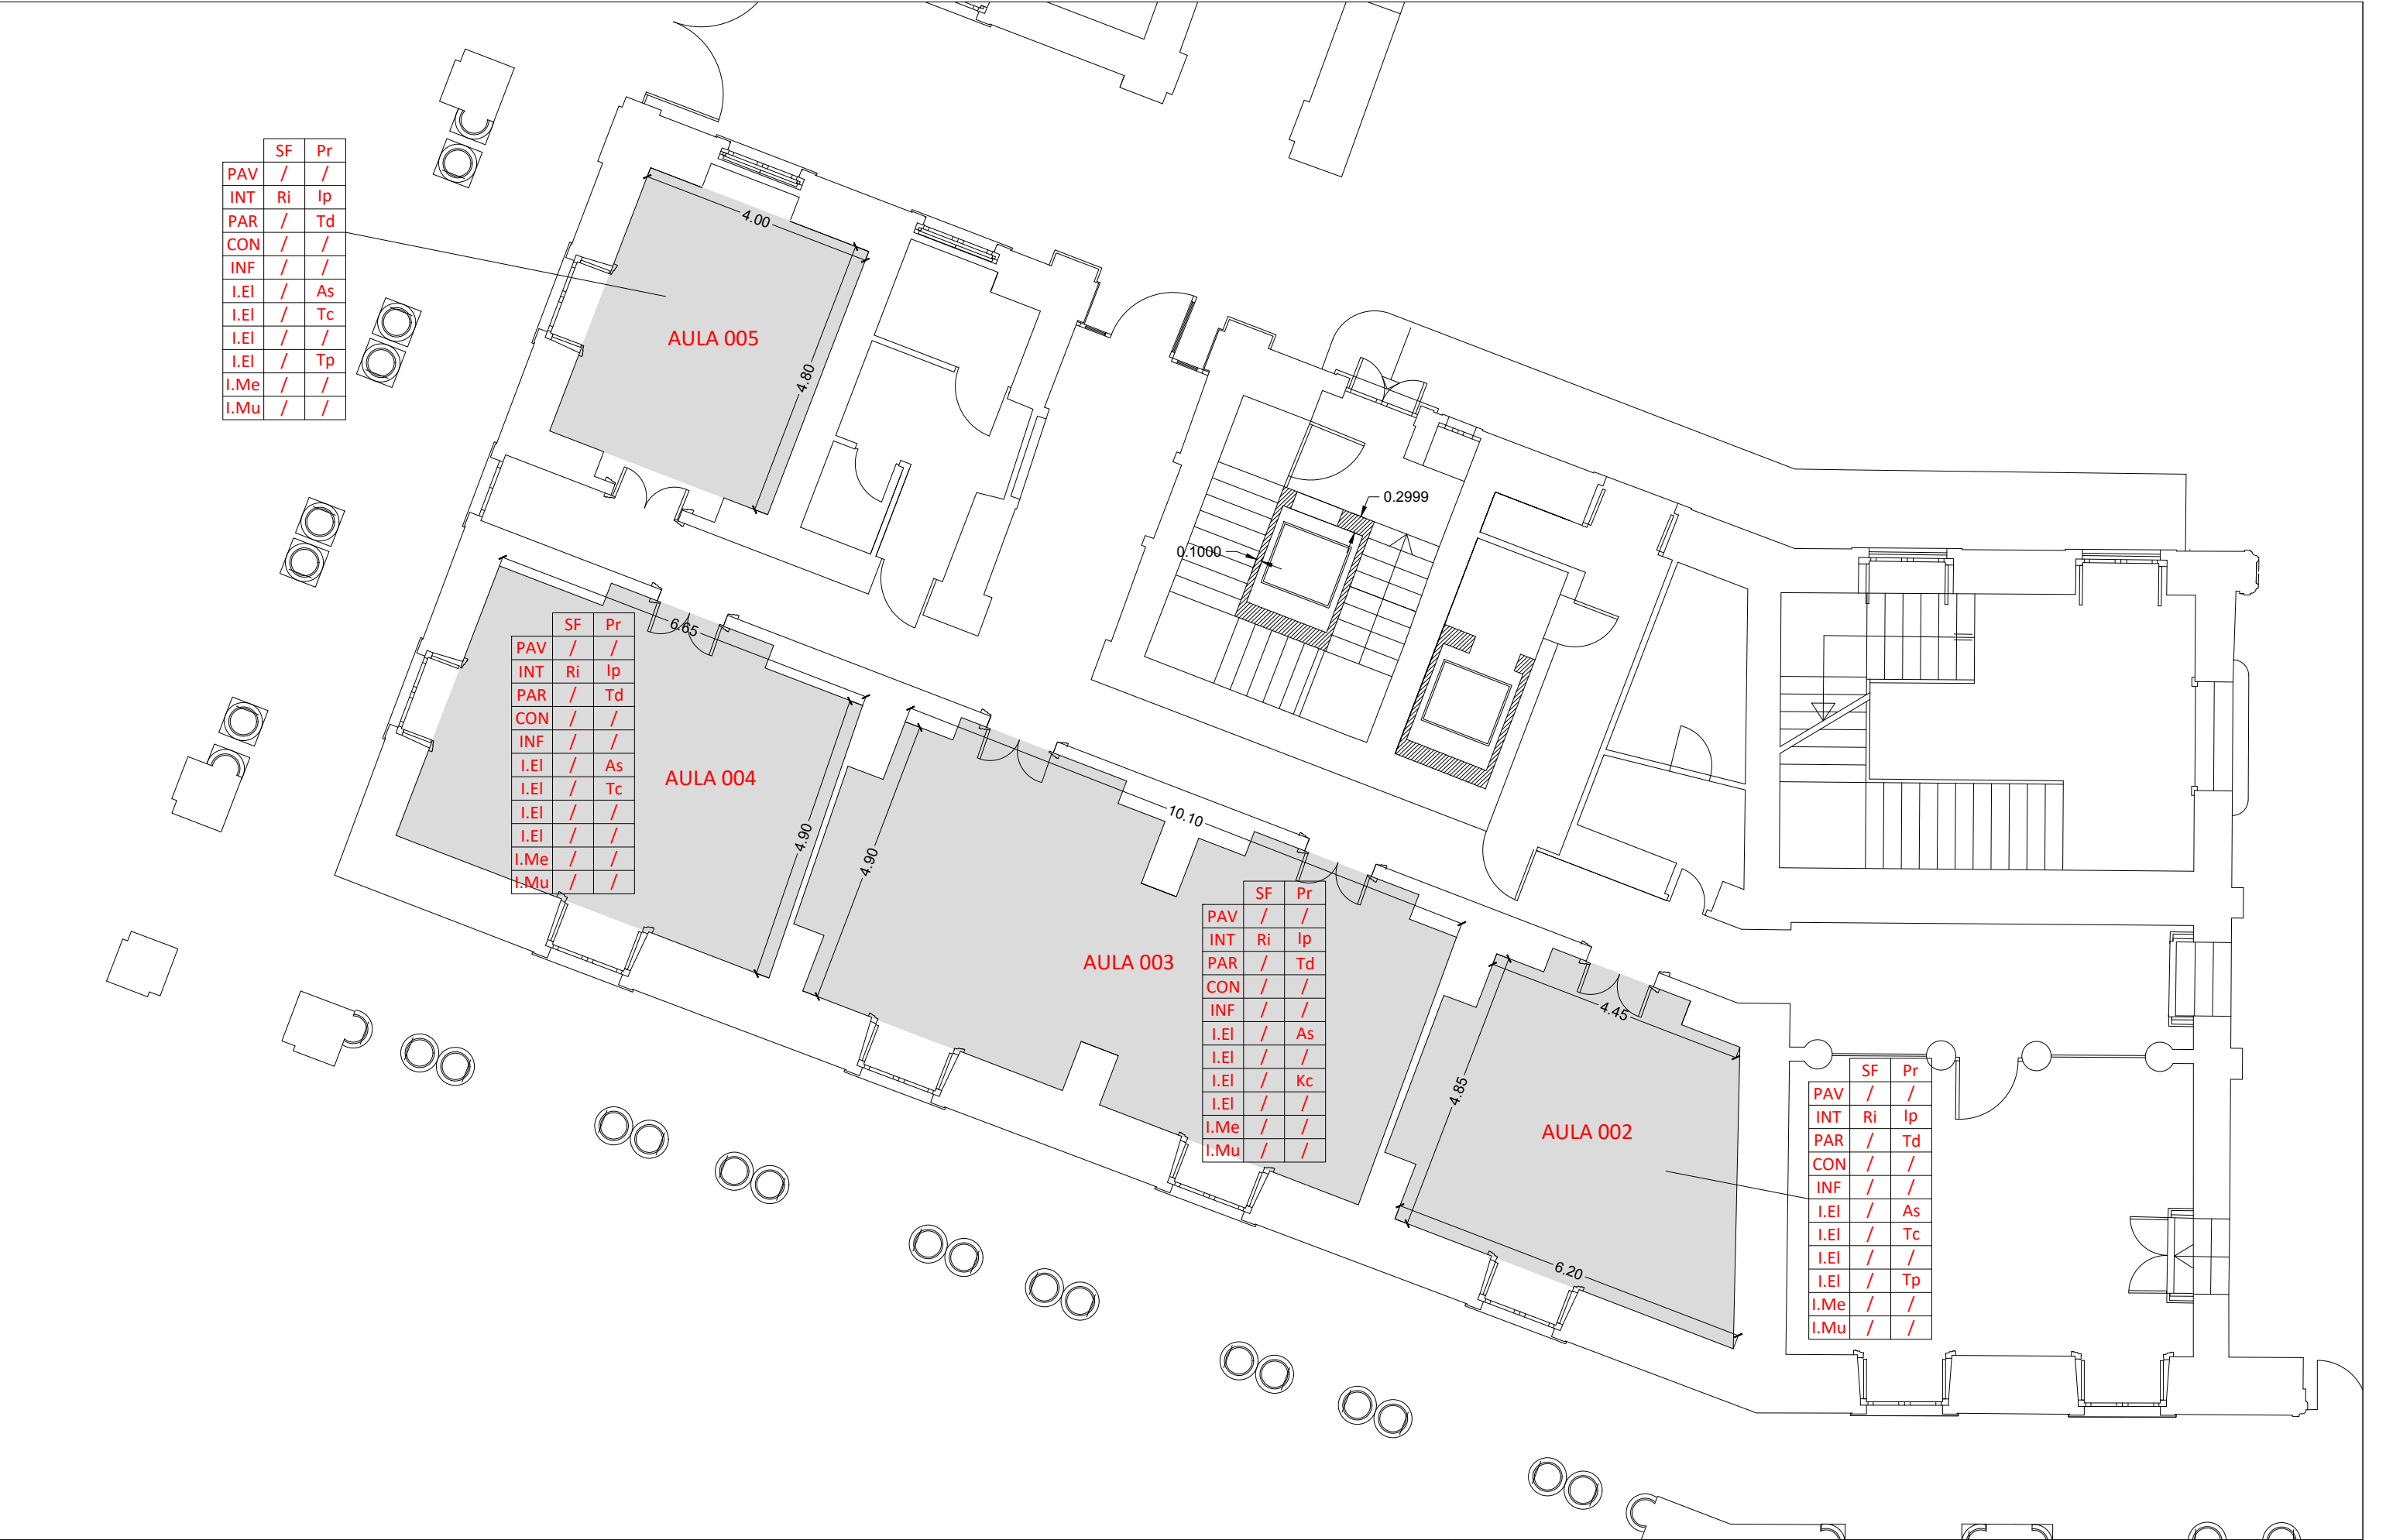 SF Pr
PAV / /
INT Ri Ip
PAR / Td
CON / /
INF / /
I.El / As
I.El / Tc
I.El / /
I.El / Tp
I.Me / /
I.Mu / /
4.00
AULA 005
4.80
0.2999
0.1000
6.65
SF Pr
PAV / /
INT Ri Ip
PAR / Td
CON / /
INF / /
I.El / As
I.El / Tc
I.El / /
I.El / /
I.Me / /
I.Mu / /
AULA 004
4.90
4.90
10.10
AULA 003
SF Pr
PAV / /
INT Ri Ip
PAR / Td
CON / /
INF / /
I.El / As
I.El / /
I.El / Kc
I.El / /
I.Me / /
I.Mu / /
4.45
4.85
AULA 002
6.20
SF Pr
PAV / /
INT Ri Ip
PAR / Td
CON / /
INF / /
I.El / As
I.El / Tc
I.El / /
I.El / Tp
I.Me / /
I.Mu / /